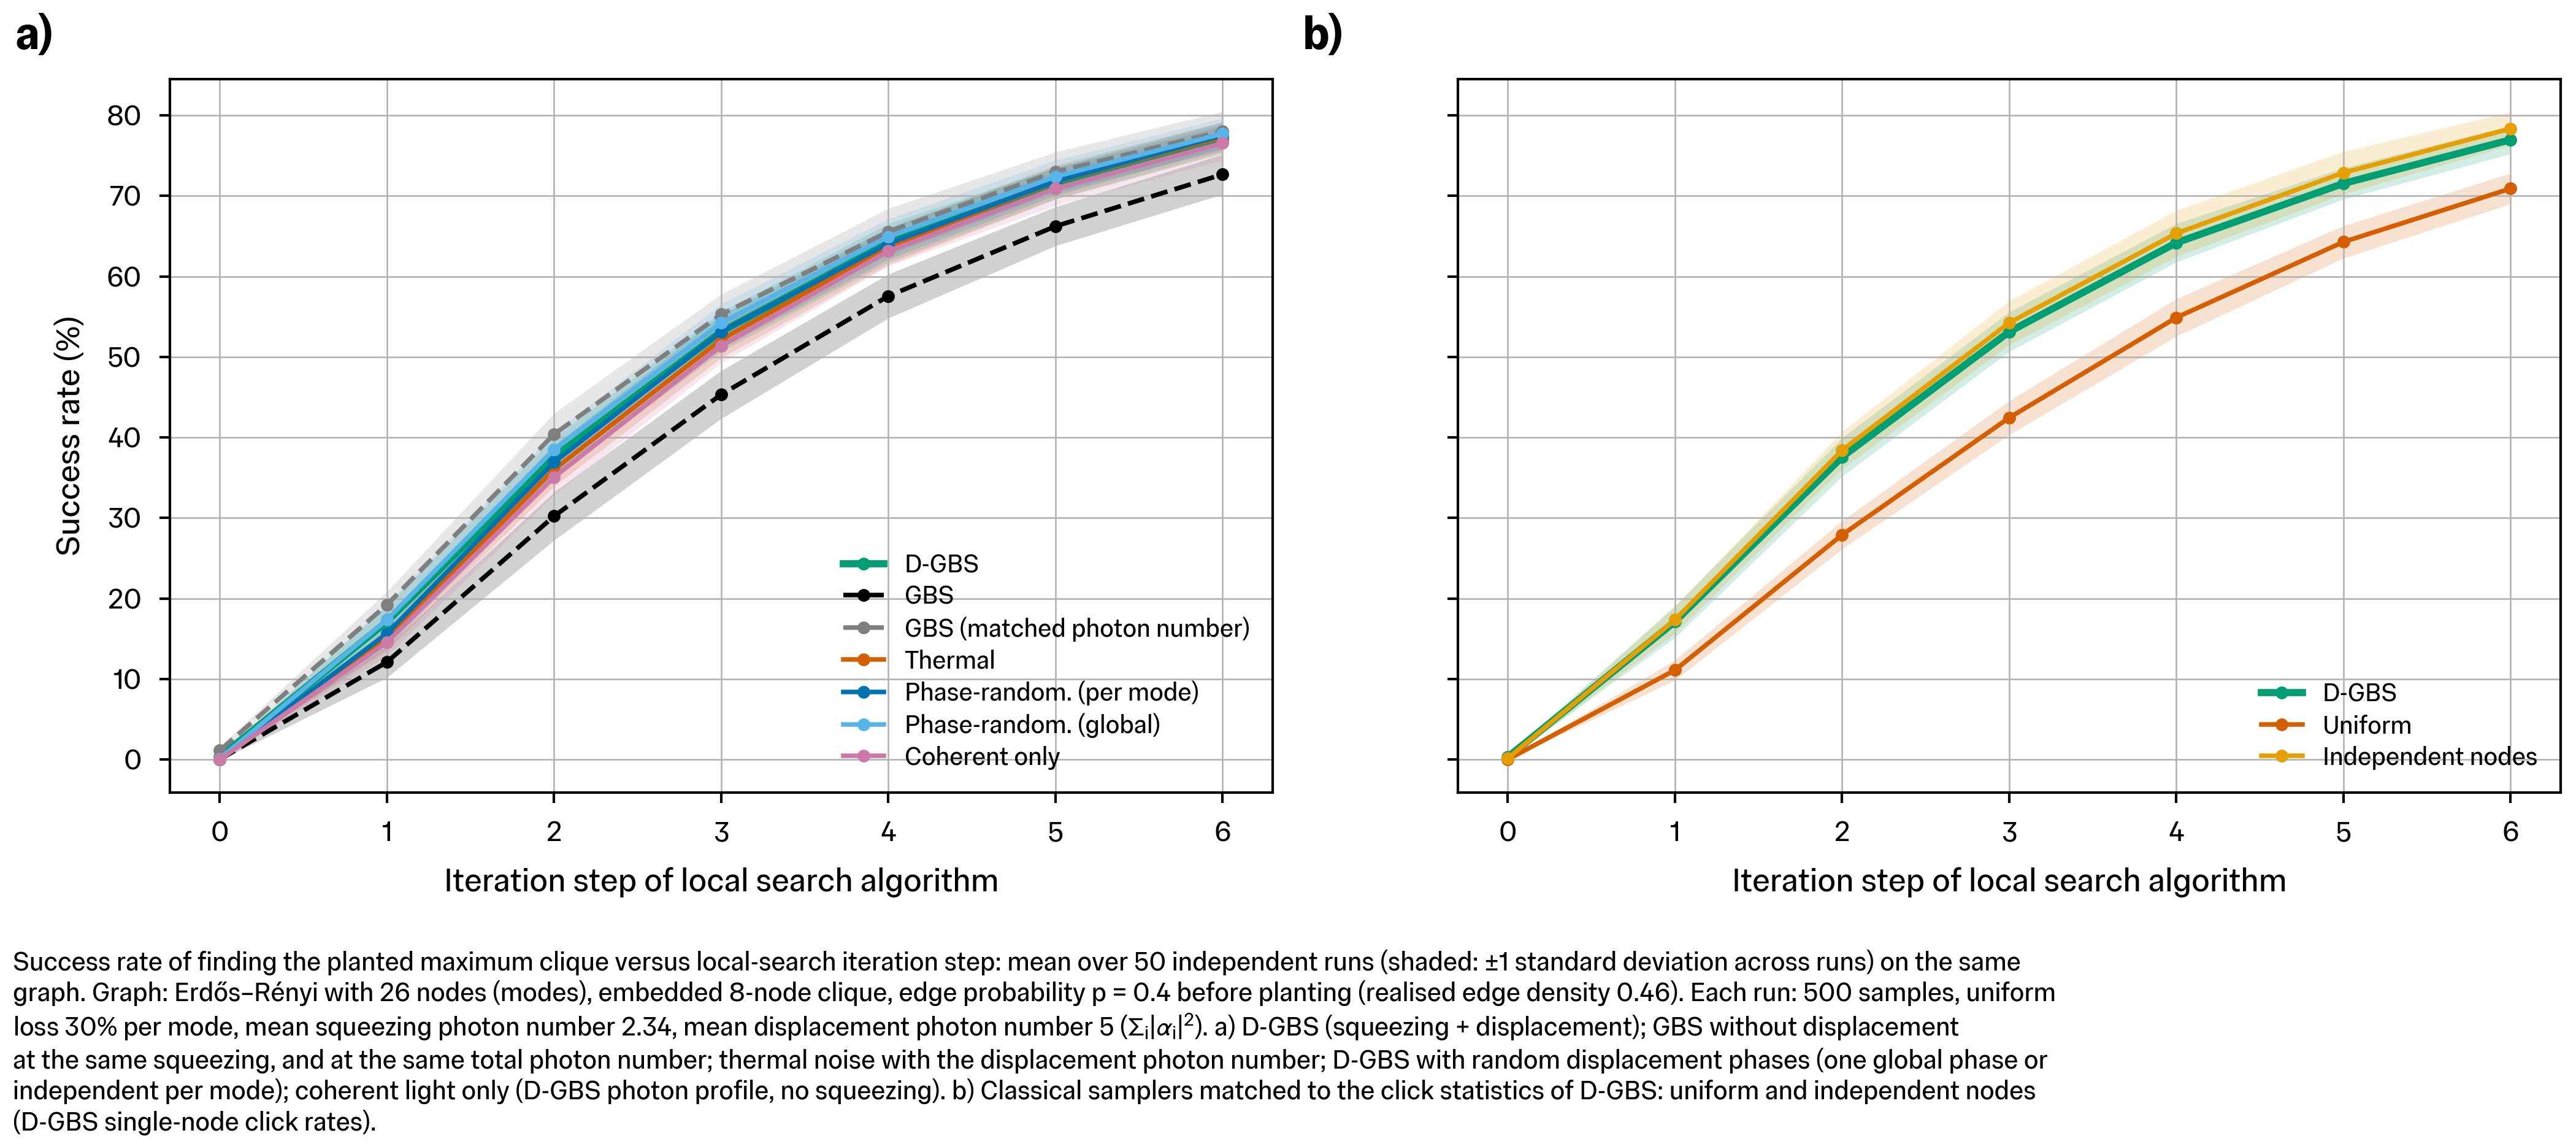 a)
80
70
60
50
40
30
20
10
0
Success rate (%)
D-GBS
GBS
GBS (matched photon number)
Thermal
Phase-random. (per mode)
Phase-random. (global)
Coherent only
0 1 2 3 4 5 6
Iteration step of local search algorithm
b)
D-GBS
Uniform
Independent nodes
0 1 2 3 4 5 6
Iteration step of local search algorithm
Success rate of finding the planted maximum clique versus local-search iteration step: mean over 50 independent runs (shaded: ±1 standard deviation across runs) on the same
graph. Graph: Erdős–Rényi with 26 nodes (modes), embedded 8-node clique, edge probability p = 0.4 before planting (realised edge density 0.46). Each run: 500 samples, uniform
loss 30% per mode, mean squeezing photon number 2.34, mean displacement photon number 5 (Σᵢ|αᵢ|²). a) D-GBS (squeezing + displacement); GBS without displacement
at the same squeezing, and at the same total photon number; thermal noise with the displacement photon number; D-GBS with random displacement phases (one global phase or
independent per mode); coherent light only (D-GBS photon profile, no squeezing). b) Classical samplers matched to the click statistics of D-GBS: uniform and independent nodes
(D-GBS single-node click rates).